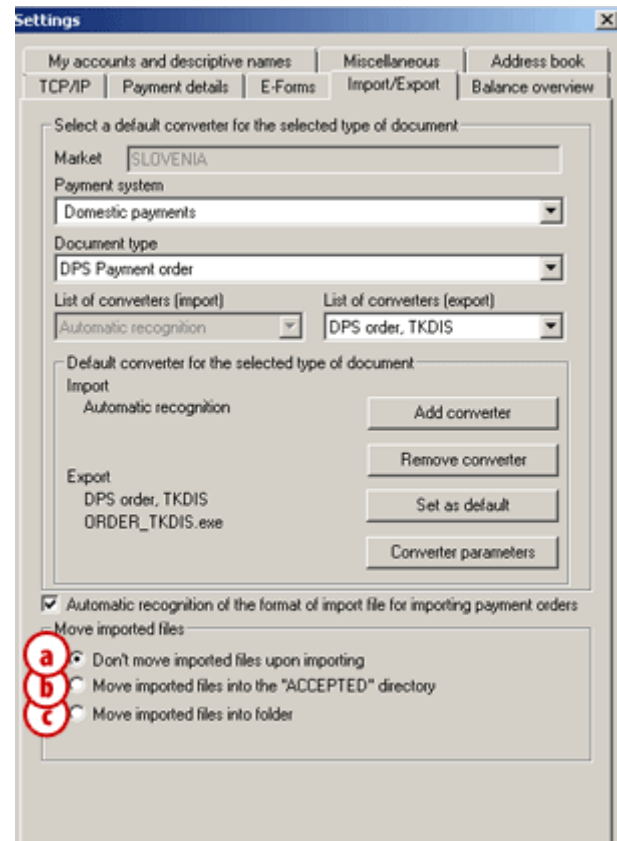 Settings
My accounts and descriptive names Miscellaneous Address book
TCP/IP Payment details E-Forms Import/Export Balance overview
Select a default converter for the selected type of document
Market SLOVENIA
Payment system
Domestic payments
Document type
DPS Payment order
List of converters (import) List of converters (export)
Automatic recognition DPS order, TKDIS
Default converter for the selected type of document
Import
Automatic recognition
Add converter
Remove converter
Export
DPS order, TKDIS
Set as default
ORDER_TKDIS.exe
Converter parameters
Automatic recognition of the format of import file for importing payment orders
Move imported files
a Don't move imported files upon importing
b Move imported files into the "ACCEPTED" directory
c Move imported files into folder